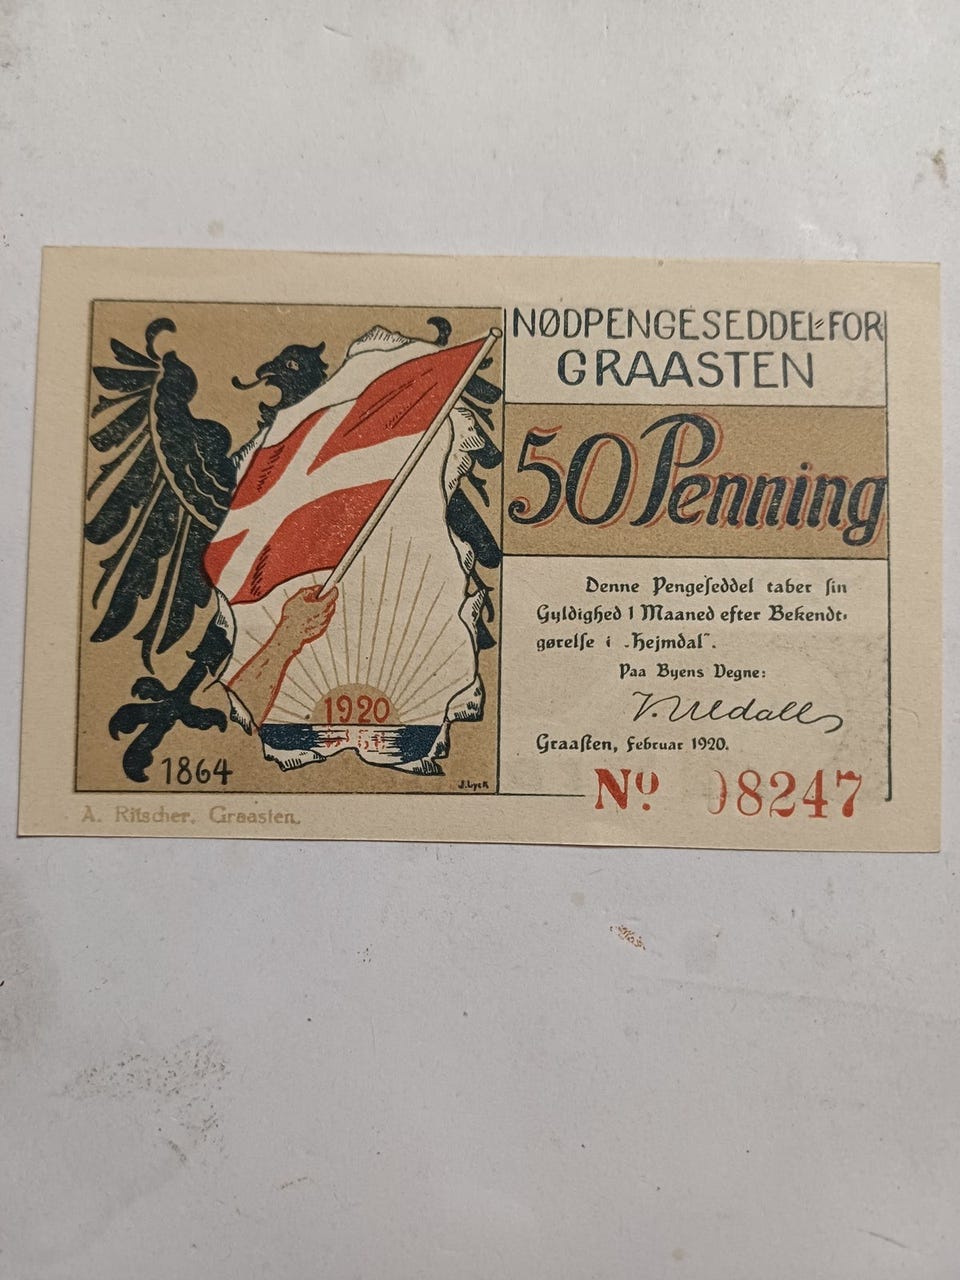 NØDPENGESEDDEL FOR
GRAASTEN
50 Penning
Denne Pengeſeddel taber ſin
Gyldighed 1 Maaned efter Bekendt-
gørelſe i „Hejmdal".
Paa Byens Vegne:
Graaſten, Februar 1920.
Nº 08247
1920
1864
J. Lyck
A. Ritscher, Graasten.